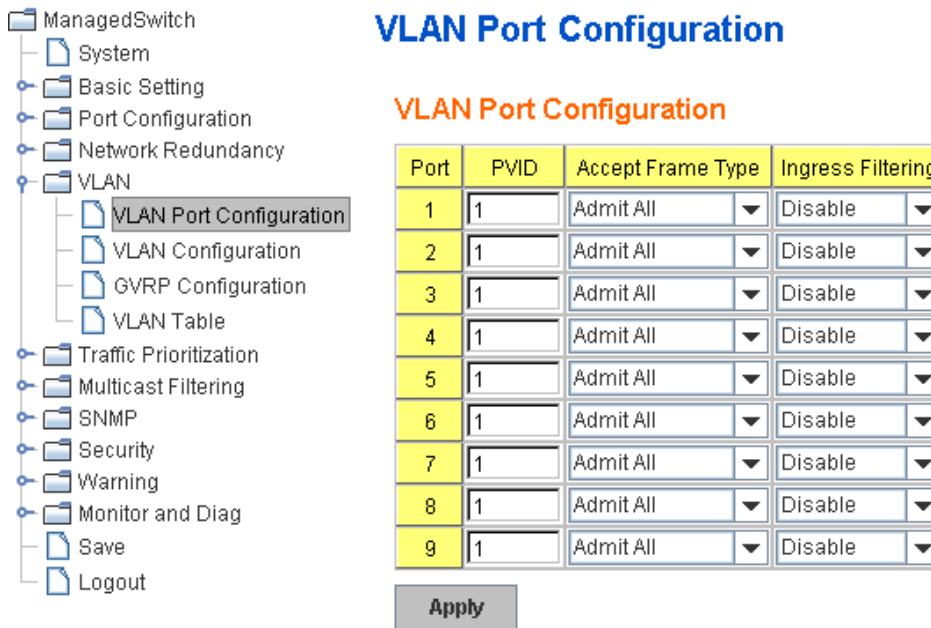 ManagedSwitch
System
Basic Setting
Port Configuration
Network Redundancy
VLAN
VLAN Port Configuration
VLAN Configuration
GVRP Configuration
VLAN Table
Traffic Prioritization
Multicast Filtering
SNMP
Security
Warning
Monitor and Diag
Save
Logout
VLAN Port Configuration
VLAN Port Configuration
Port PVID Accept Frame Type Ingress Filtering
1 1 Admit All Disable
2 1 Admit All Disable
3 1 Admit All Disable
4 1 Admit All Disable
5 1 Admit All Disable
6 1 Admit All Disable
7 1 Admit All Disable
8 1 Admit All Disable
9 1 Admit All Disable
Apply